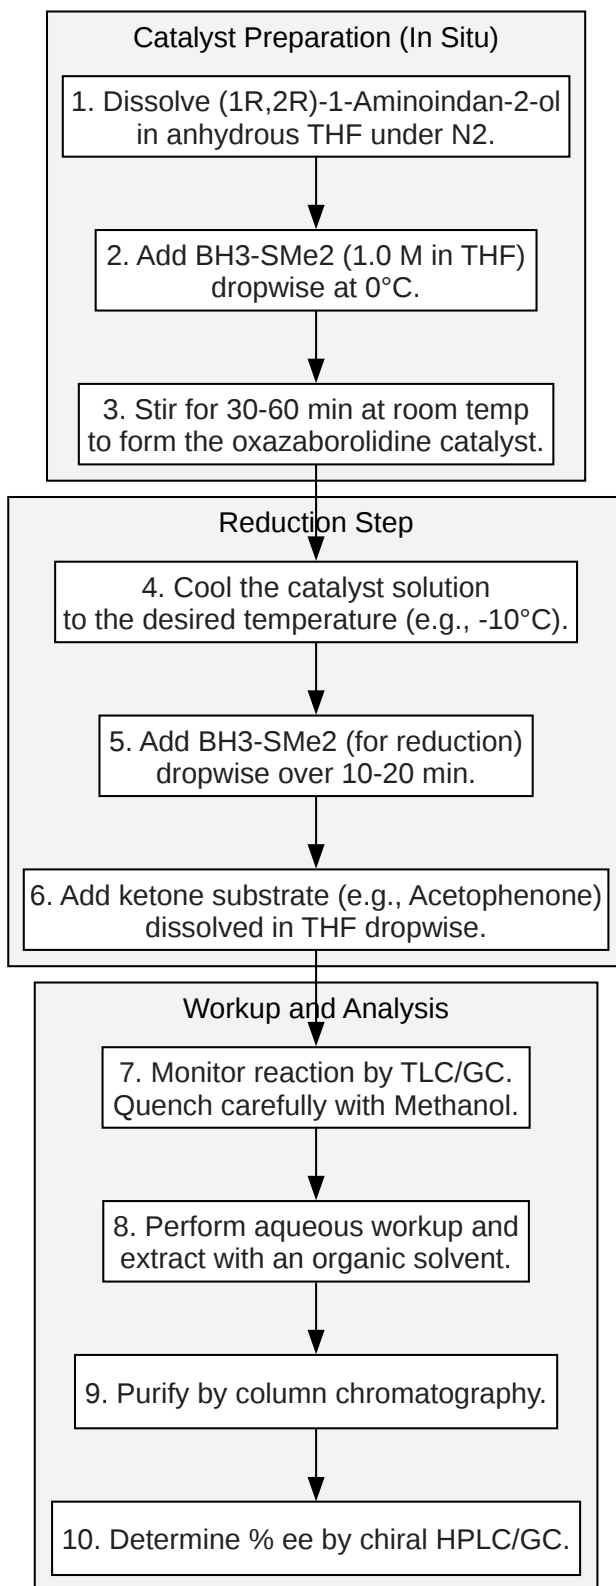 Catalyst Preparation (In Situ)
1. Dissolve (1R,2R)-1-Aminoindan-2-ol
in anhydrous THF under N2.
2. Add BH3-SMe2 (1.0 M in THF)
dropwise at 0°C.
3. Stir for 30-60 min at room temp
to form the oxazaborolidine catalyst.
Reduction Step
4. Cool the catalyst solution
to the desired temperature (e.g., -10°C).
5. Add BH3-SMe2 (for reduction)
dropwise over 10-20 min.
6. Add ketone substrate (e.g., Acetophenone)
dissolved in THF dropwise.
Workup and Analysis
7. Monitor reaction by TLC/GC.
Quench carefully with Methanol.
8. Perform aqueous workup and
extract with an organic solvent.
9. Purify by column chromatography.
10. Determine % ee by chiral HPLC/GC.